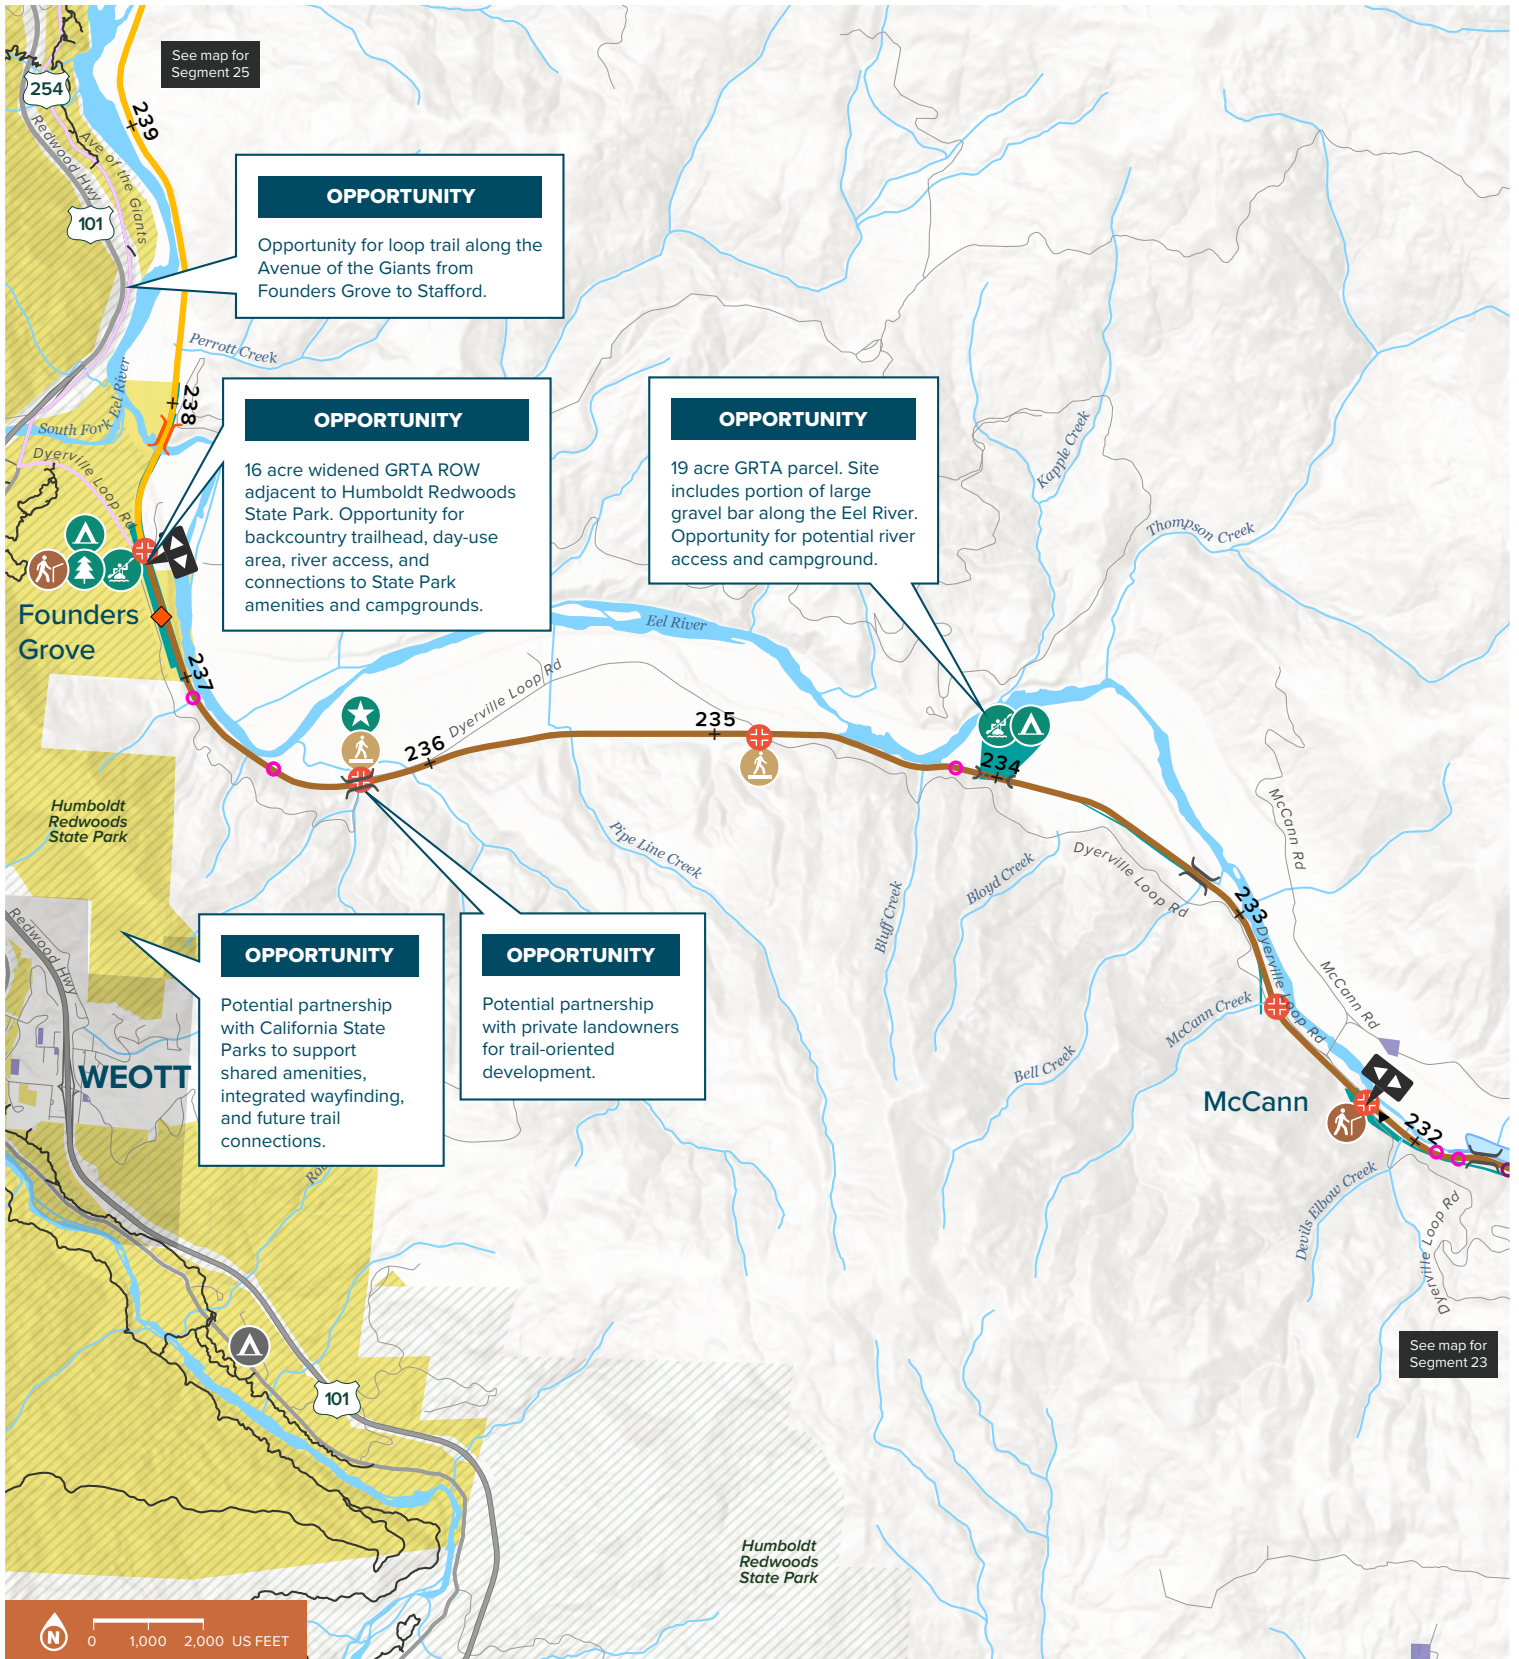 See map for
Segment 25
254
239
Redwood Hwy
Ave of the Giants
101
OPPORTUNITY
Opportunity for loop trail along the
Avenue of the Giants from
Founders Grove to Stafford.
Perrott Creek
238
South Fork Eel River
Dyerville Loop Rd
OPPORTUNITY
16 acre widened GRTA ROW
adjacent to Humboldt Redwoods
State Park. Opportunity for
backcountry trailhead, day-use
area, river access, and
connections to State Park
amenities and campgrounds.
OPPORTUNITY
19 acre GRTA parcel. Site
includes portion of large
gravel bar along the Eel River.
Opportunity for potential river
access and campground.
Kapple Creek
Thompson Creek
Founders
Grove
Eel River
237
Dyerville Loop Rd
236
235
234
Humboldt
Redwoods
State Park
Pipe Line Creek
Bluff Creek
Bloyd Creek
Dyerville Loop Rd
McCann Rd
233
Dyerville Loop Rd
McCann Rd
Redwood Hwy
OPPORTUNITY
Potential partnership
with California State
Parks to support
shared amenities,
integrated wayfinding,
and future trail
connections.
OPPORTUNITY
Potential partnership
with private landowners
for trail-oriented
development.
McCann Creek
Bell Creek
WEOTT
McCann
232
Devils Elbow Creek
Dyerville Loop Rd
See map for
Segment 23
101
Humboldt
Redwoods
State Park
N
0 1,000 2,000 US FEET